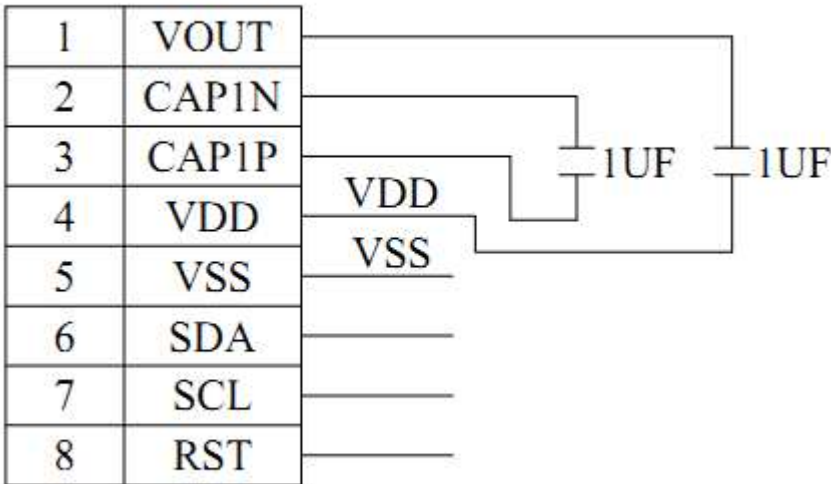 1 VOUT
2 CAP1N
3 CAP1P 1UF 1UF
VDD
4 VDD
VSS
5 VSS
6 SDA
7 SCL
8 RST